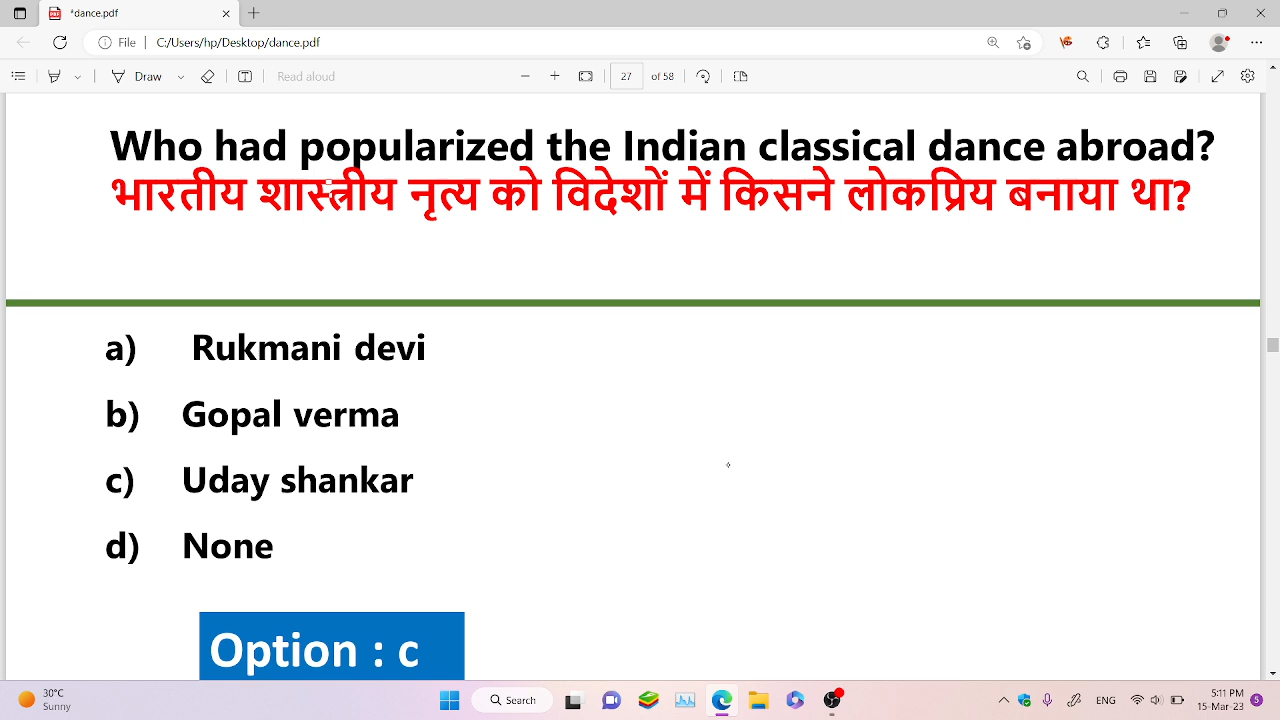 *dance.pdf
File C:/Users/hp/Desktop/dance.pdf
Draw Read aloud 27 of 58
Who had popularized the Indian classical dance abroad?
भारतीय शास्त्रीय नृत्य को विदेशों में किसने लोकप्रिय बनाया था?
a) Rukmani devi
b) Gopal verma
c) Uday shankar
d) None
Option : c
30°C
Sunny
Search
ENG
5:11 PM
5-Mar-23
5